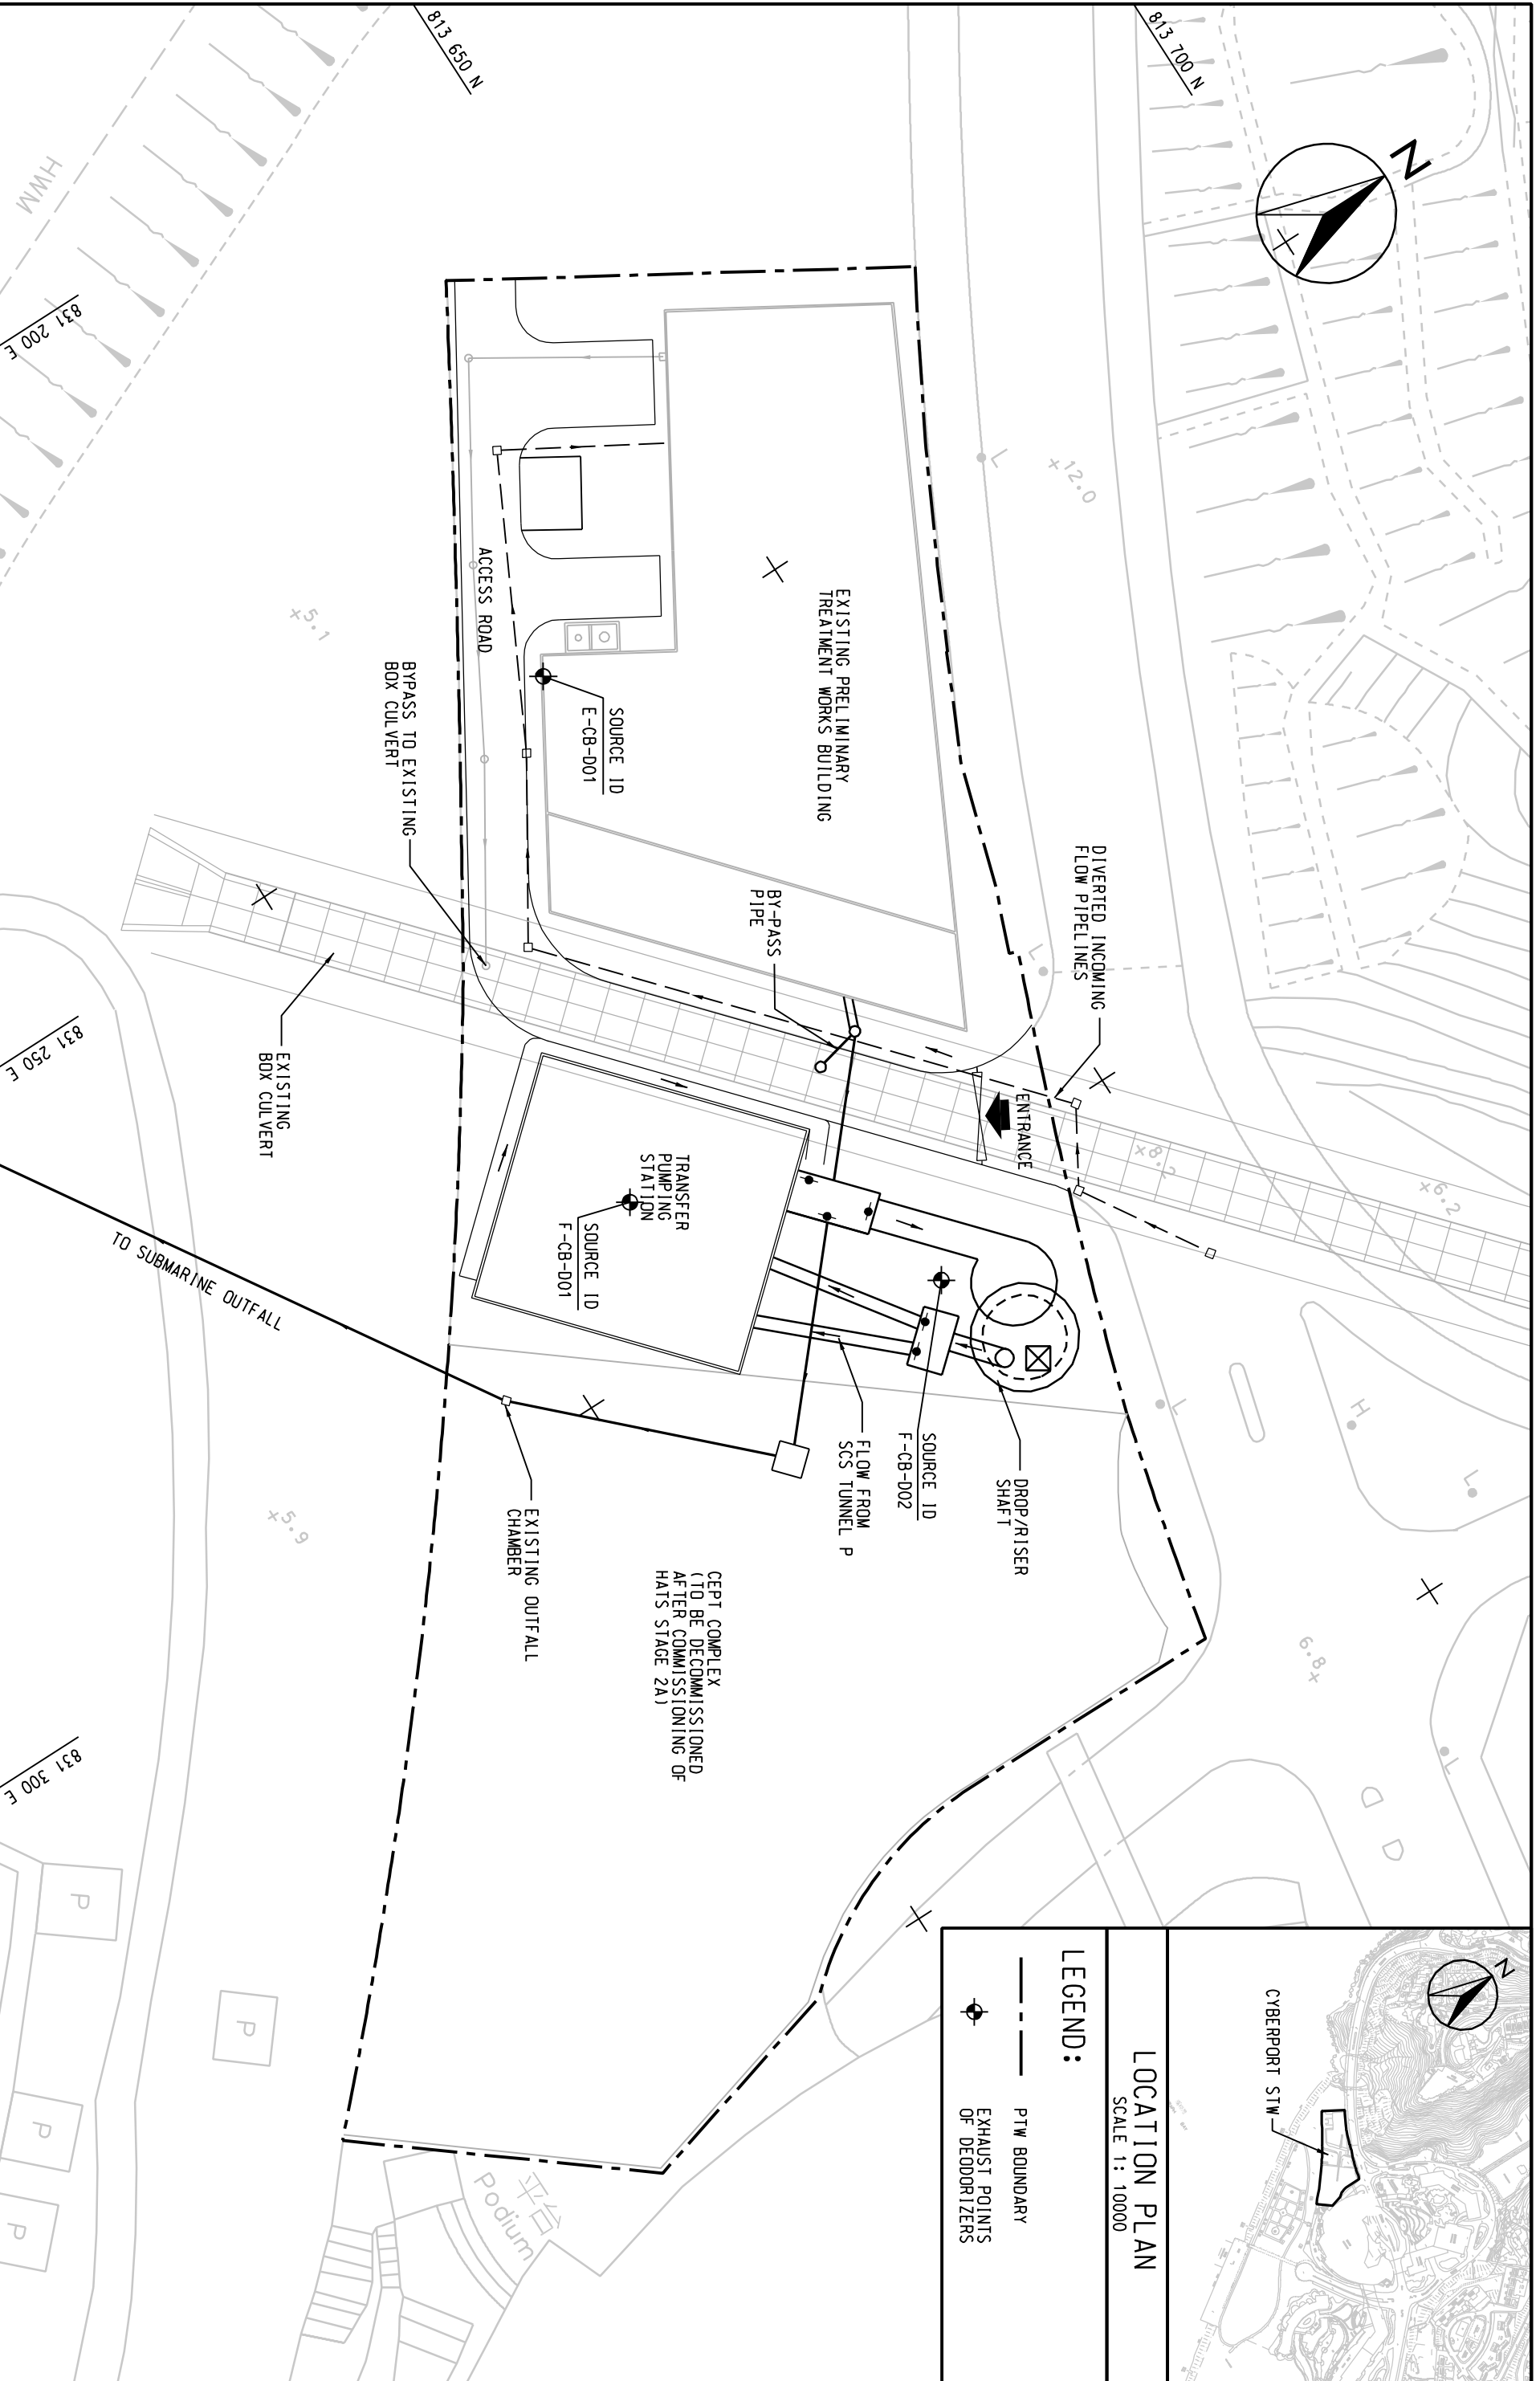 813 650 N
813 700 N
N
HWM
831 200 E
+12.0
+5.1
ACCESS ROAD
EXISTING PRELIMINARY
TREATMENT WORKS BUILDING
SOURCE ID
E-CB-D01
BYPASS TO EXISTING
BOX CULVERT
DIVERTED INCOMING
FLOW PIPELINES
BY-PASS
PIPE
L
L
ENTRANCE
+8.2
+6.2
831 250 E
EXISTING
BOX CULVERT
TRANSFER
PUMPING
STATION
SOURCE ID
F-CB-D01
TO SUBMARINE OUTFALL
SOURCE ID
F-CB-D02
DROP/RISER
SHAFT
FLOW FROM
SCS TUNNEL P
EXISTING OUTFALL
CHAMBER
+5.9
L
H
L
6.8+
L
CEPT COMPLEX
(TO BE DECOMMISSIONED
AFTER COMMISSIONING OF
HATS STAGE 2A)
831 300 E
P
P
P
P
平台
Podium
N
CYBERPORT STW
LOCATION PLAN
SCALE 1: 10000
LEGEND:
PTW BOUNDARY
EXHAUST POINTS
OF DEODORIZERS